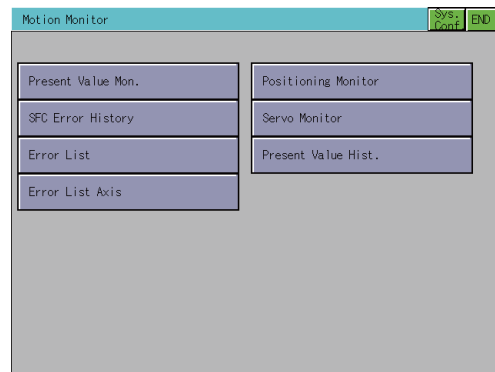 Motion Monitor
Sys. Conf
END
Present Value Mon.
Positioning Monitor
SFC Error History
Servo Monitor
Error List
Present Value Hist.
Error List Axis